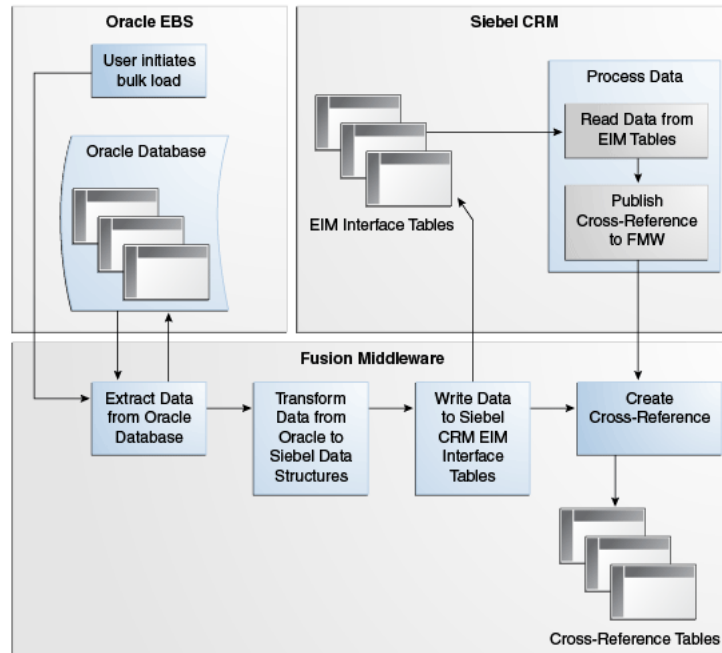 Oracle EBS
User initiates
bulk load
Oracle Database
Siebel CRM
Process Data
Read Data from
EIM Tables
Publish
Cross-Reference
to FMW
EIM Interface Tables
Fusion Middleware
Extract Data
from Oracle
Database
Transform
Data from
Oracle to
Siebel Data
Structures
Write Data
to Siebel
CRM EIM
Interface
Tables
Create
Cross-Reference
Cross-Reference Tables